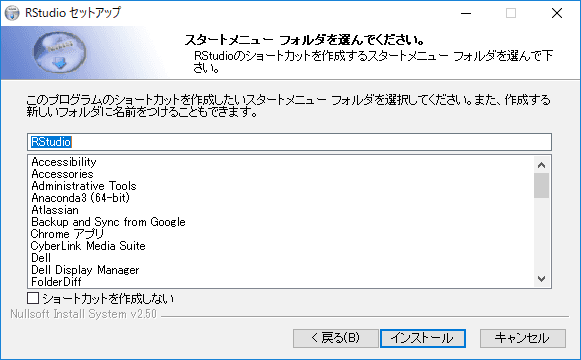 RStudio セットアップ
スタートメニュー フォルダを選んでください。
RStudioのショートカットを作成するスタートメニュー フォルダを選んで下
さい。
このプログラムのショートカットを作成したいスタートメニュー フォルダを選択してください。また、作成する
新しいフォルダに名前をつけることもできます。
RStudio
Accessibility
Accessories
Administrative Tools
Anaconda3 (64-bit)
Atlassian
Backup and Sync from Google
Chrome アプリ
CyberLink Media Suite
Dell
Dell Display Manager
FolderDiff
ショートカットを作成しない
Nullsoft Install System v2.50
< 戻る(B)
インストール
キャンセル